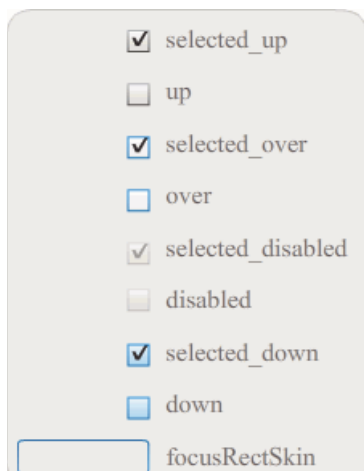 selected_up
up
selected_over
over
selected_disabled
disabled
selected_down
down
focusRectSkin